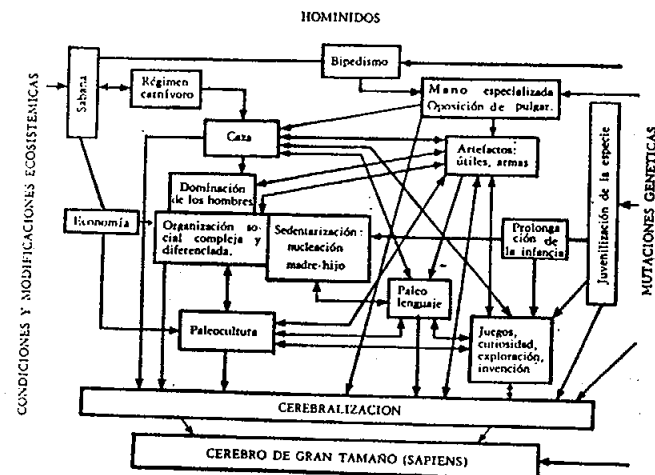 HOMINIDOS
CONDICIONES Y MODIFICACIONES ECOSISTEMICAS
Sabana
Régimen
carnívoro
Bipedismo
Mano especializada
Oposición de pulgar.
Caza
Artefactos:
útiles, armas
Dominación
de los hombres
Economía
Organización so-
cial compleja y
diferenciada.
Sedentarización:
nucleación
madre-hijo
Prolonga
ación de
la infancia
Juvenilización de la especie
MUTACIONES GENETICAS
Paleo
lenguaje
Paleocultura
Juegos,
curiosidad,
exploración,
invención
CEREBRALIZACION
CEREBRO DE GRAN TAMAÑO (SAPIENS)